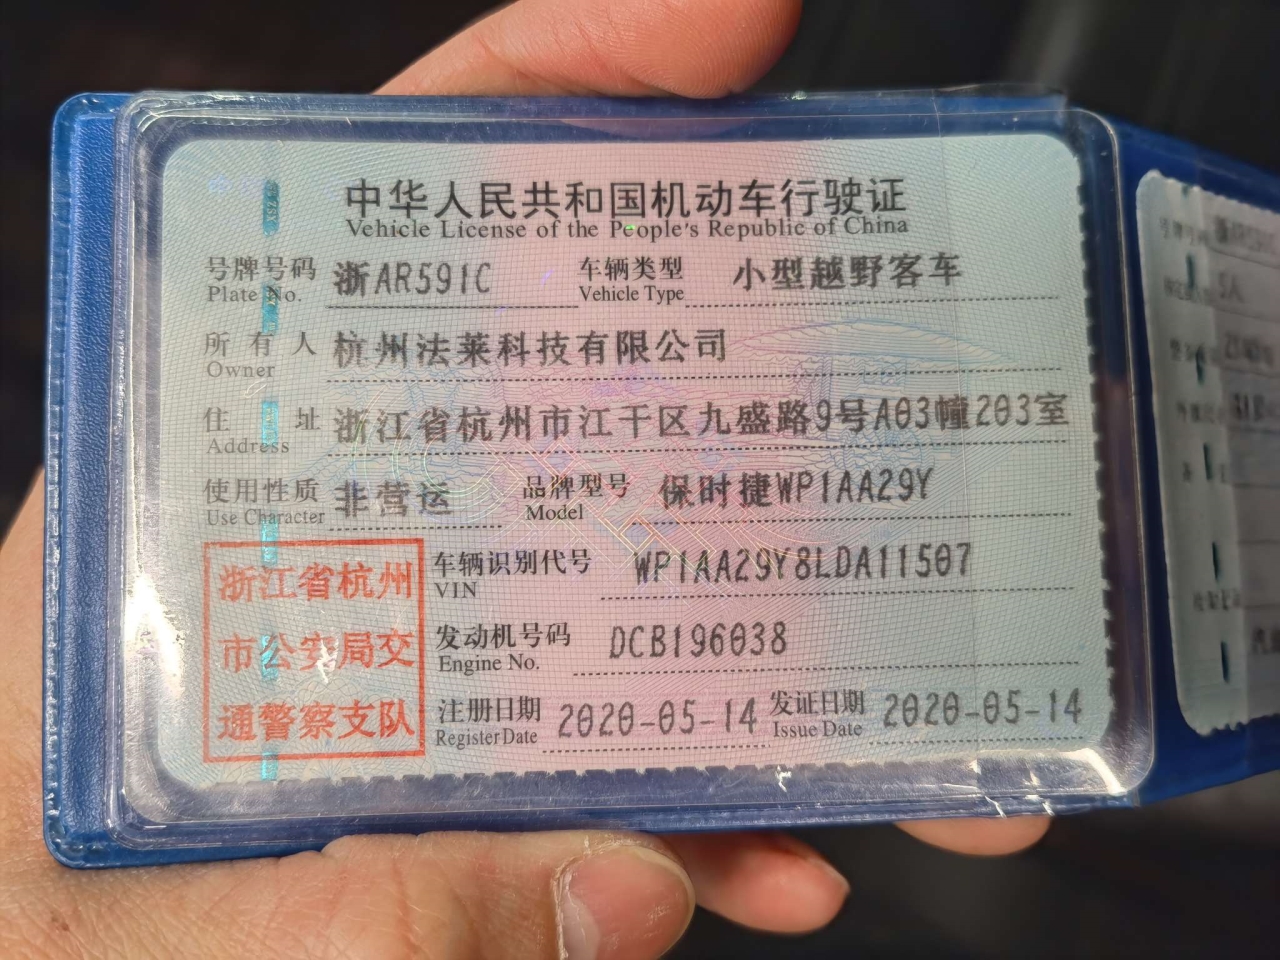 中华人民共和国机动车行驶证
Vehicle License of the People's Republic of China
号牌号码 浙AR591C 车辆类型 小型越野客车
Plate No. Vehicle Type
所有人 杭州法莱科技有限公司
Owner
住址 浙江省杭州市江干区九盛路9号A03幢203室
Address
使用性质 非营运 品牌型号 保时捷WP1AA29Y
Use Character Model
车辆识别代号 WP1AA29Y8LDA11507
VIN
发动机号码 DCB196038
Engine No.
注册日期 2020-05-14 发证日期 2020-05-14
Register Date Issue Date
浙江省杭州
市公安局交
通警察支队